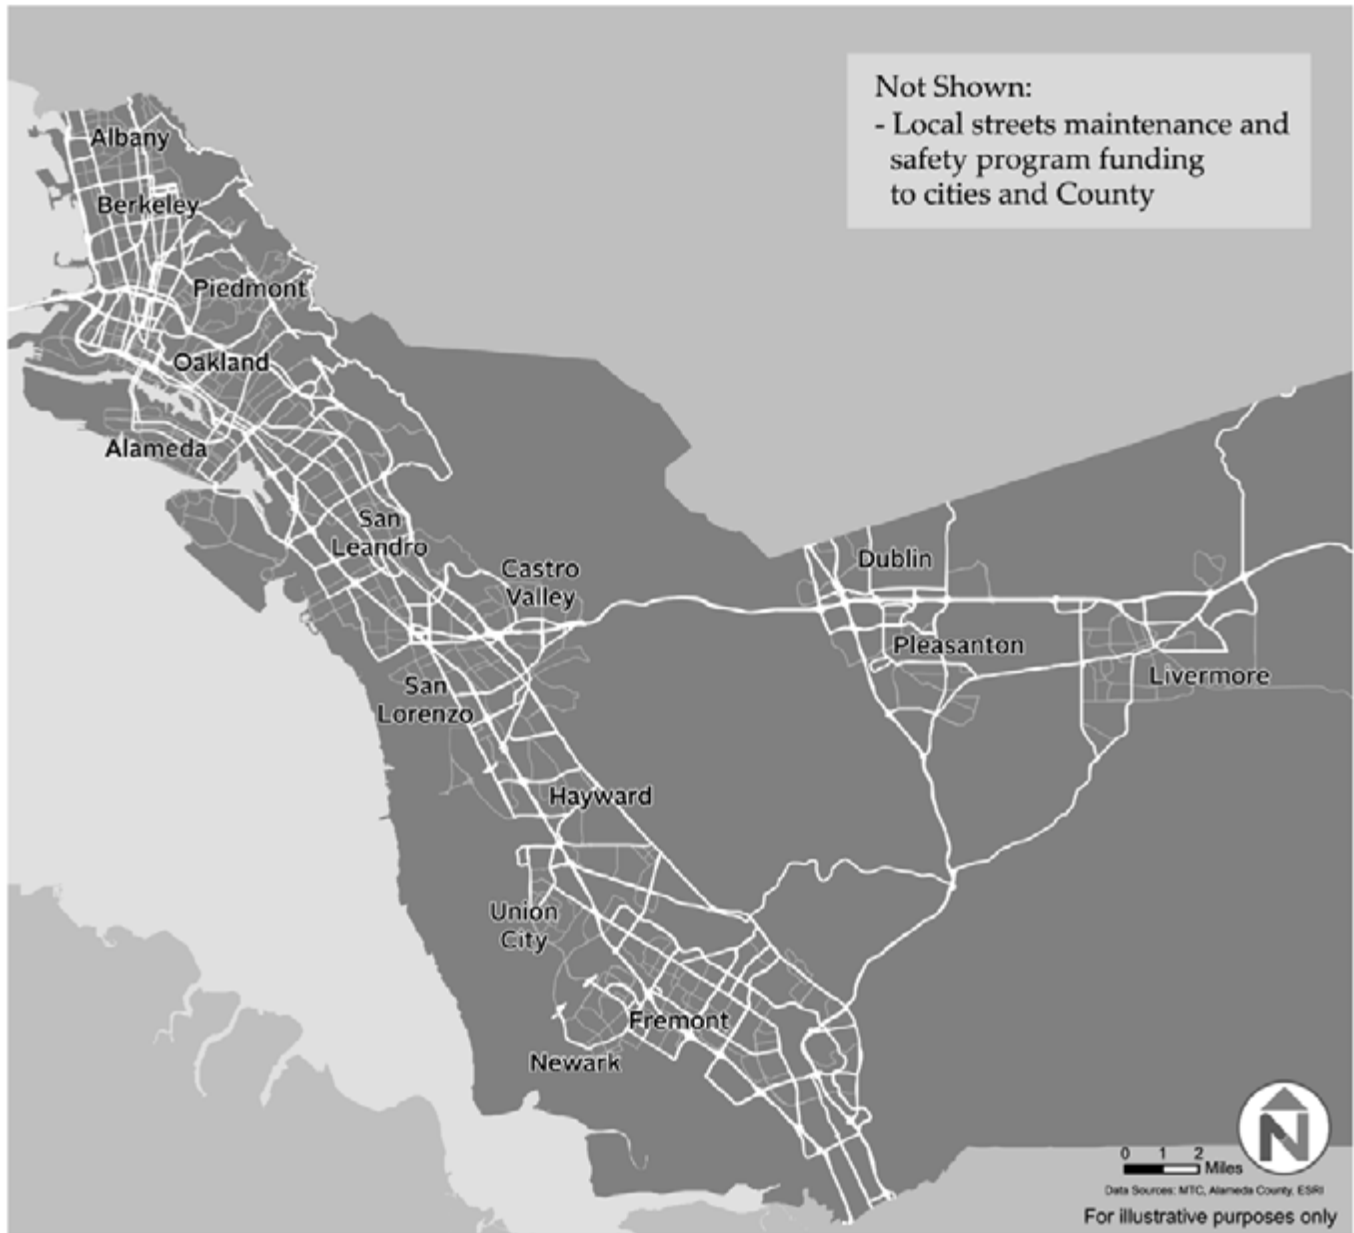 Not Shown:
- Local streets maintenance and
safety program funding
to cities and County
Albany
Berkeley
Piedmont
Oakland
Alameda
San
Leandro
Castro
Valley
Dublin
Pleasanton
Livermore
San
Lorenzo
Hayward
Union
City
Fremont
Newark
N
0 1 2
Miles
Data Sources: MTC, Alameda County, ESRI
For illustrative purposes only